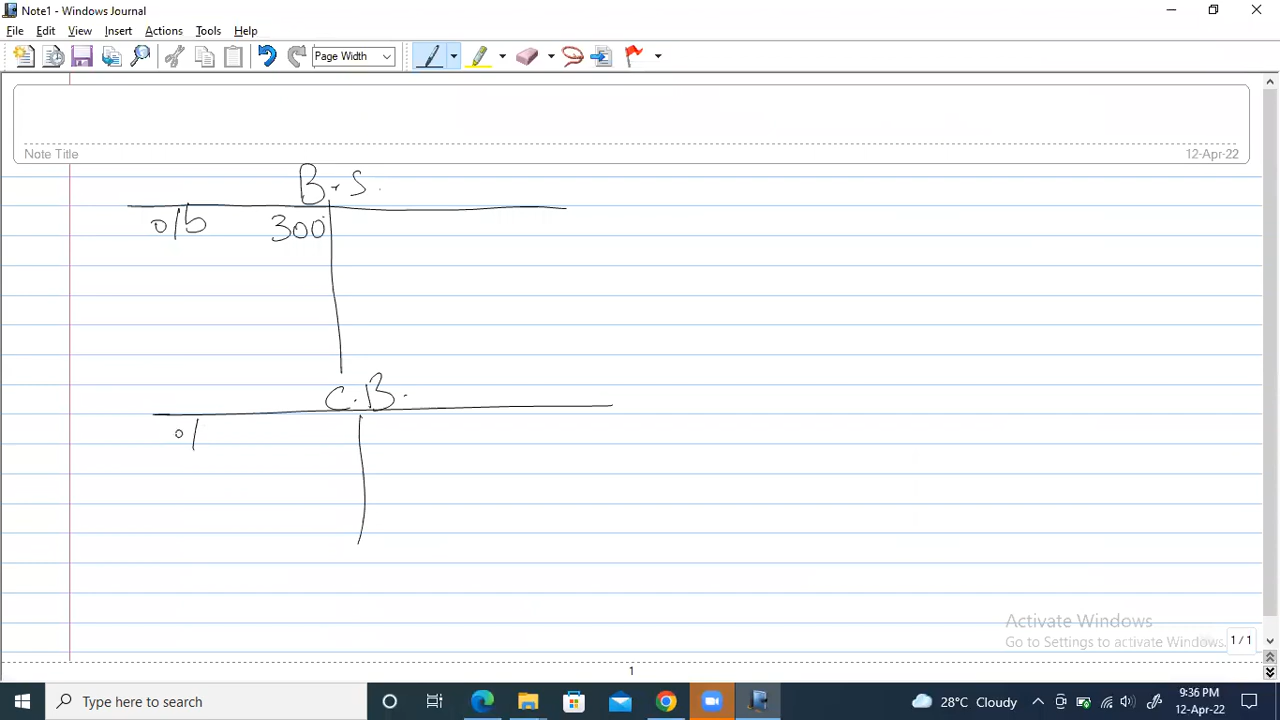 Note1 - Windows Journal
File Edit View Insert Actions Tools Help
Page Width
Note Title 12-Apr-22
B.S.
o/b 300
C.B.
o/
Activate Windows
Go to Settings to activate Windows.
1 / 1
1
Type here to search
28°C Cloudy
9:36 PM
12-Apr-22